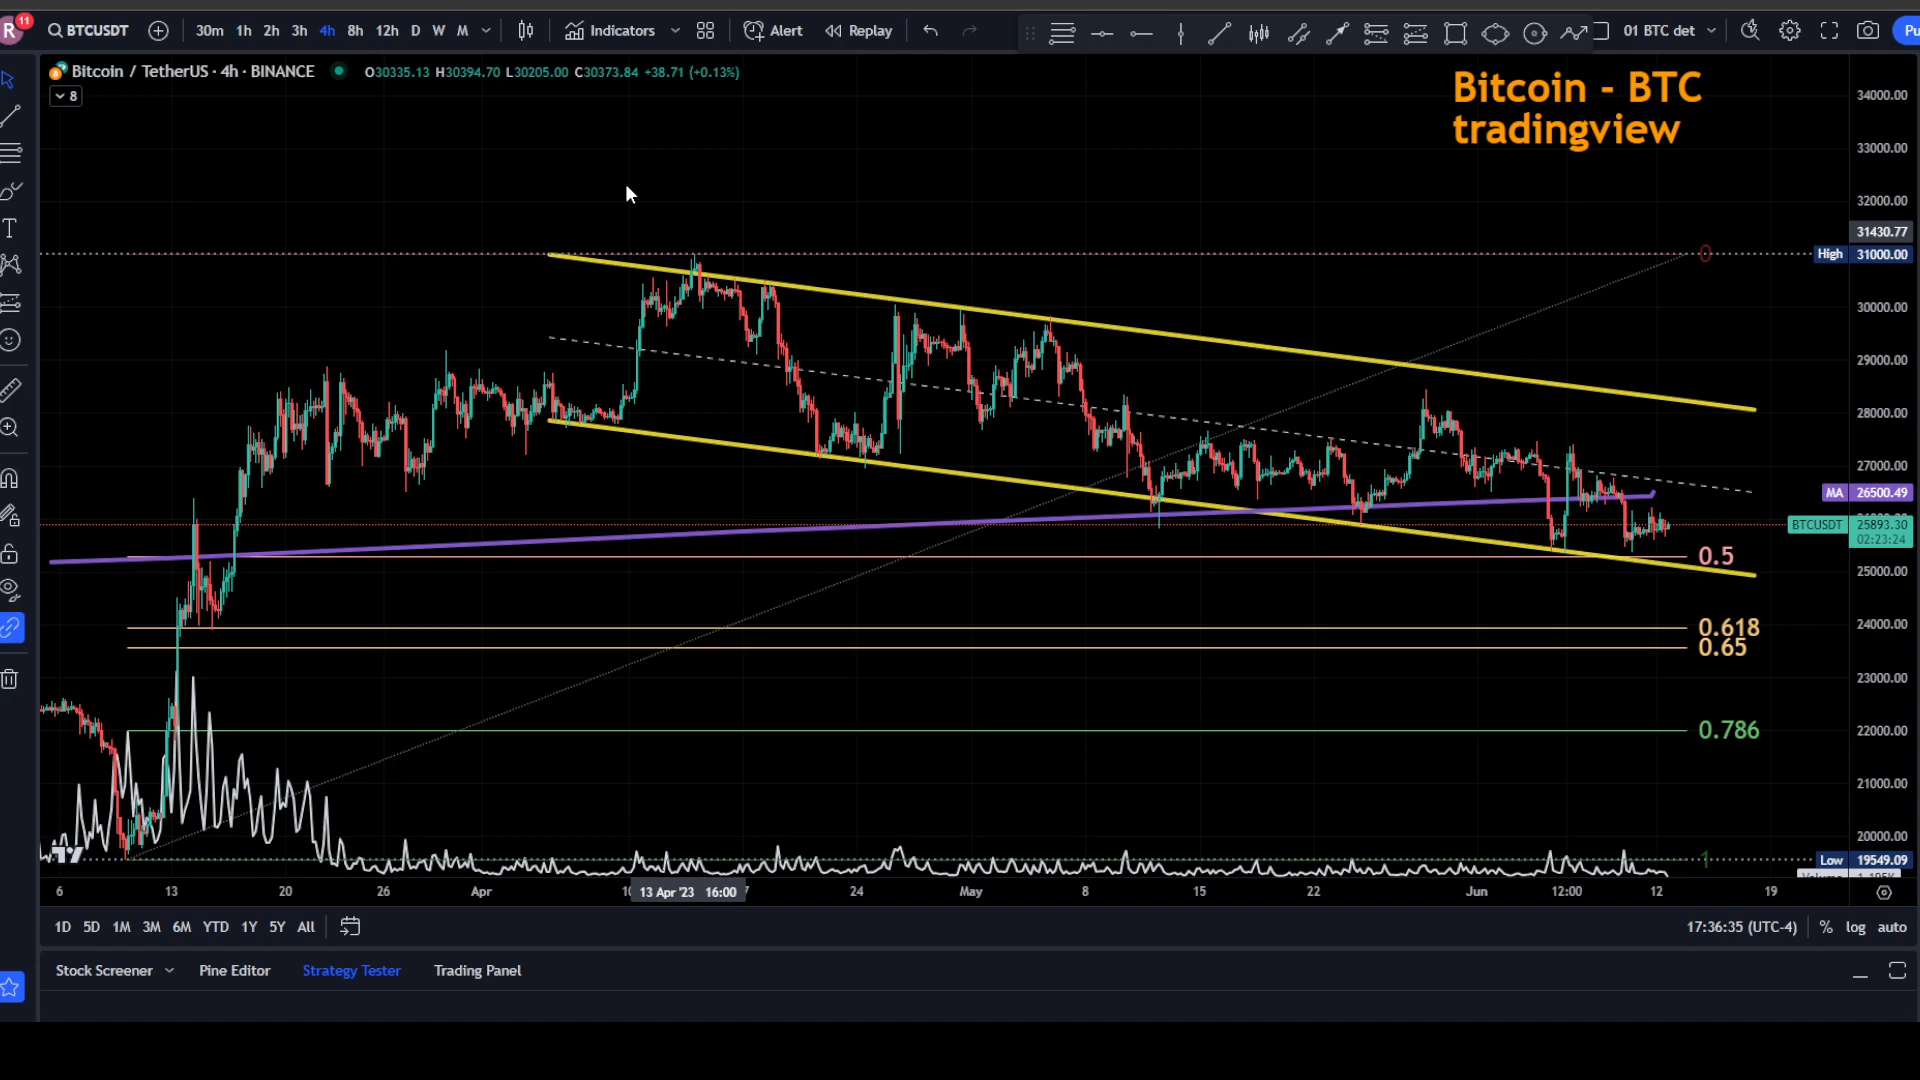 R 11 BTCUSDT 30m 1h 2h 3h 4h 8h 12h D W M Indicators Alert Replay 01 BTC det Pu
Bitcoin / TetherUS · 4h · BINANCE O30335.13 H30394.70 L30205.00 C30373.84 +38.71 (+0.13%)
8
Bitcoin - BTC
tradingview
34000.00
33000.00
32000.00
31430.77
0 High 31000.00
30000.00
29000.00
28000.00
27000.00
MA 26500.49
BTCUSDT 25893.30
02:23:24
0.5
25000.00
0.618
24000.00
0.65
23000.00
0.786
22000.00
21000.00
20000.00
1 Low 19549.09
6 13 20 26 Apr 13 Apr '23 16:00 24 May 8 15 22 Jun 12:00 12 19
1D 5D 1M 3M 6M YTD 1Y 5Y All 17:36:35 (UTC-4) % log auto
Stock Screener Pine Editor Strategy Tester Trading Panel